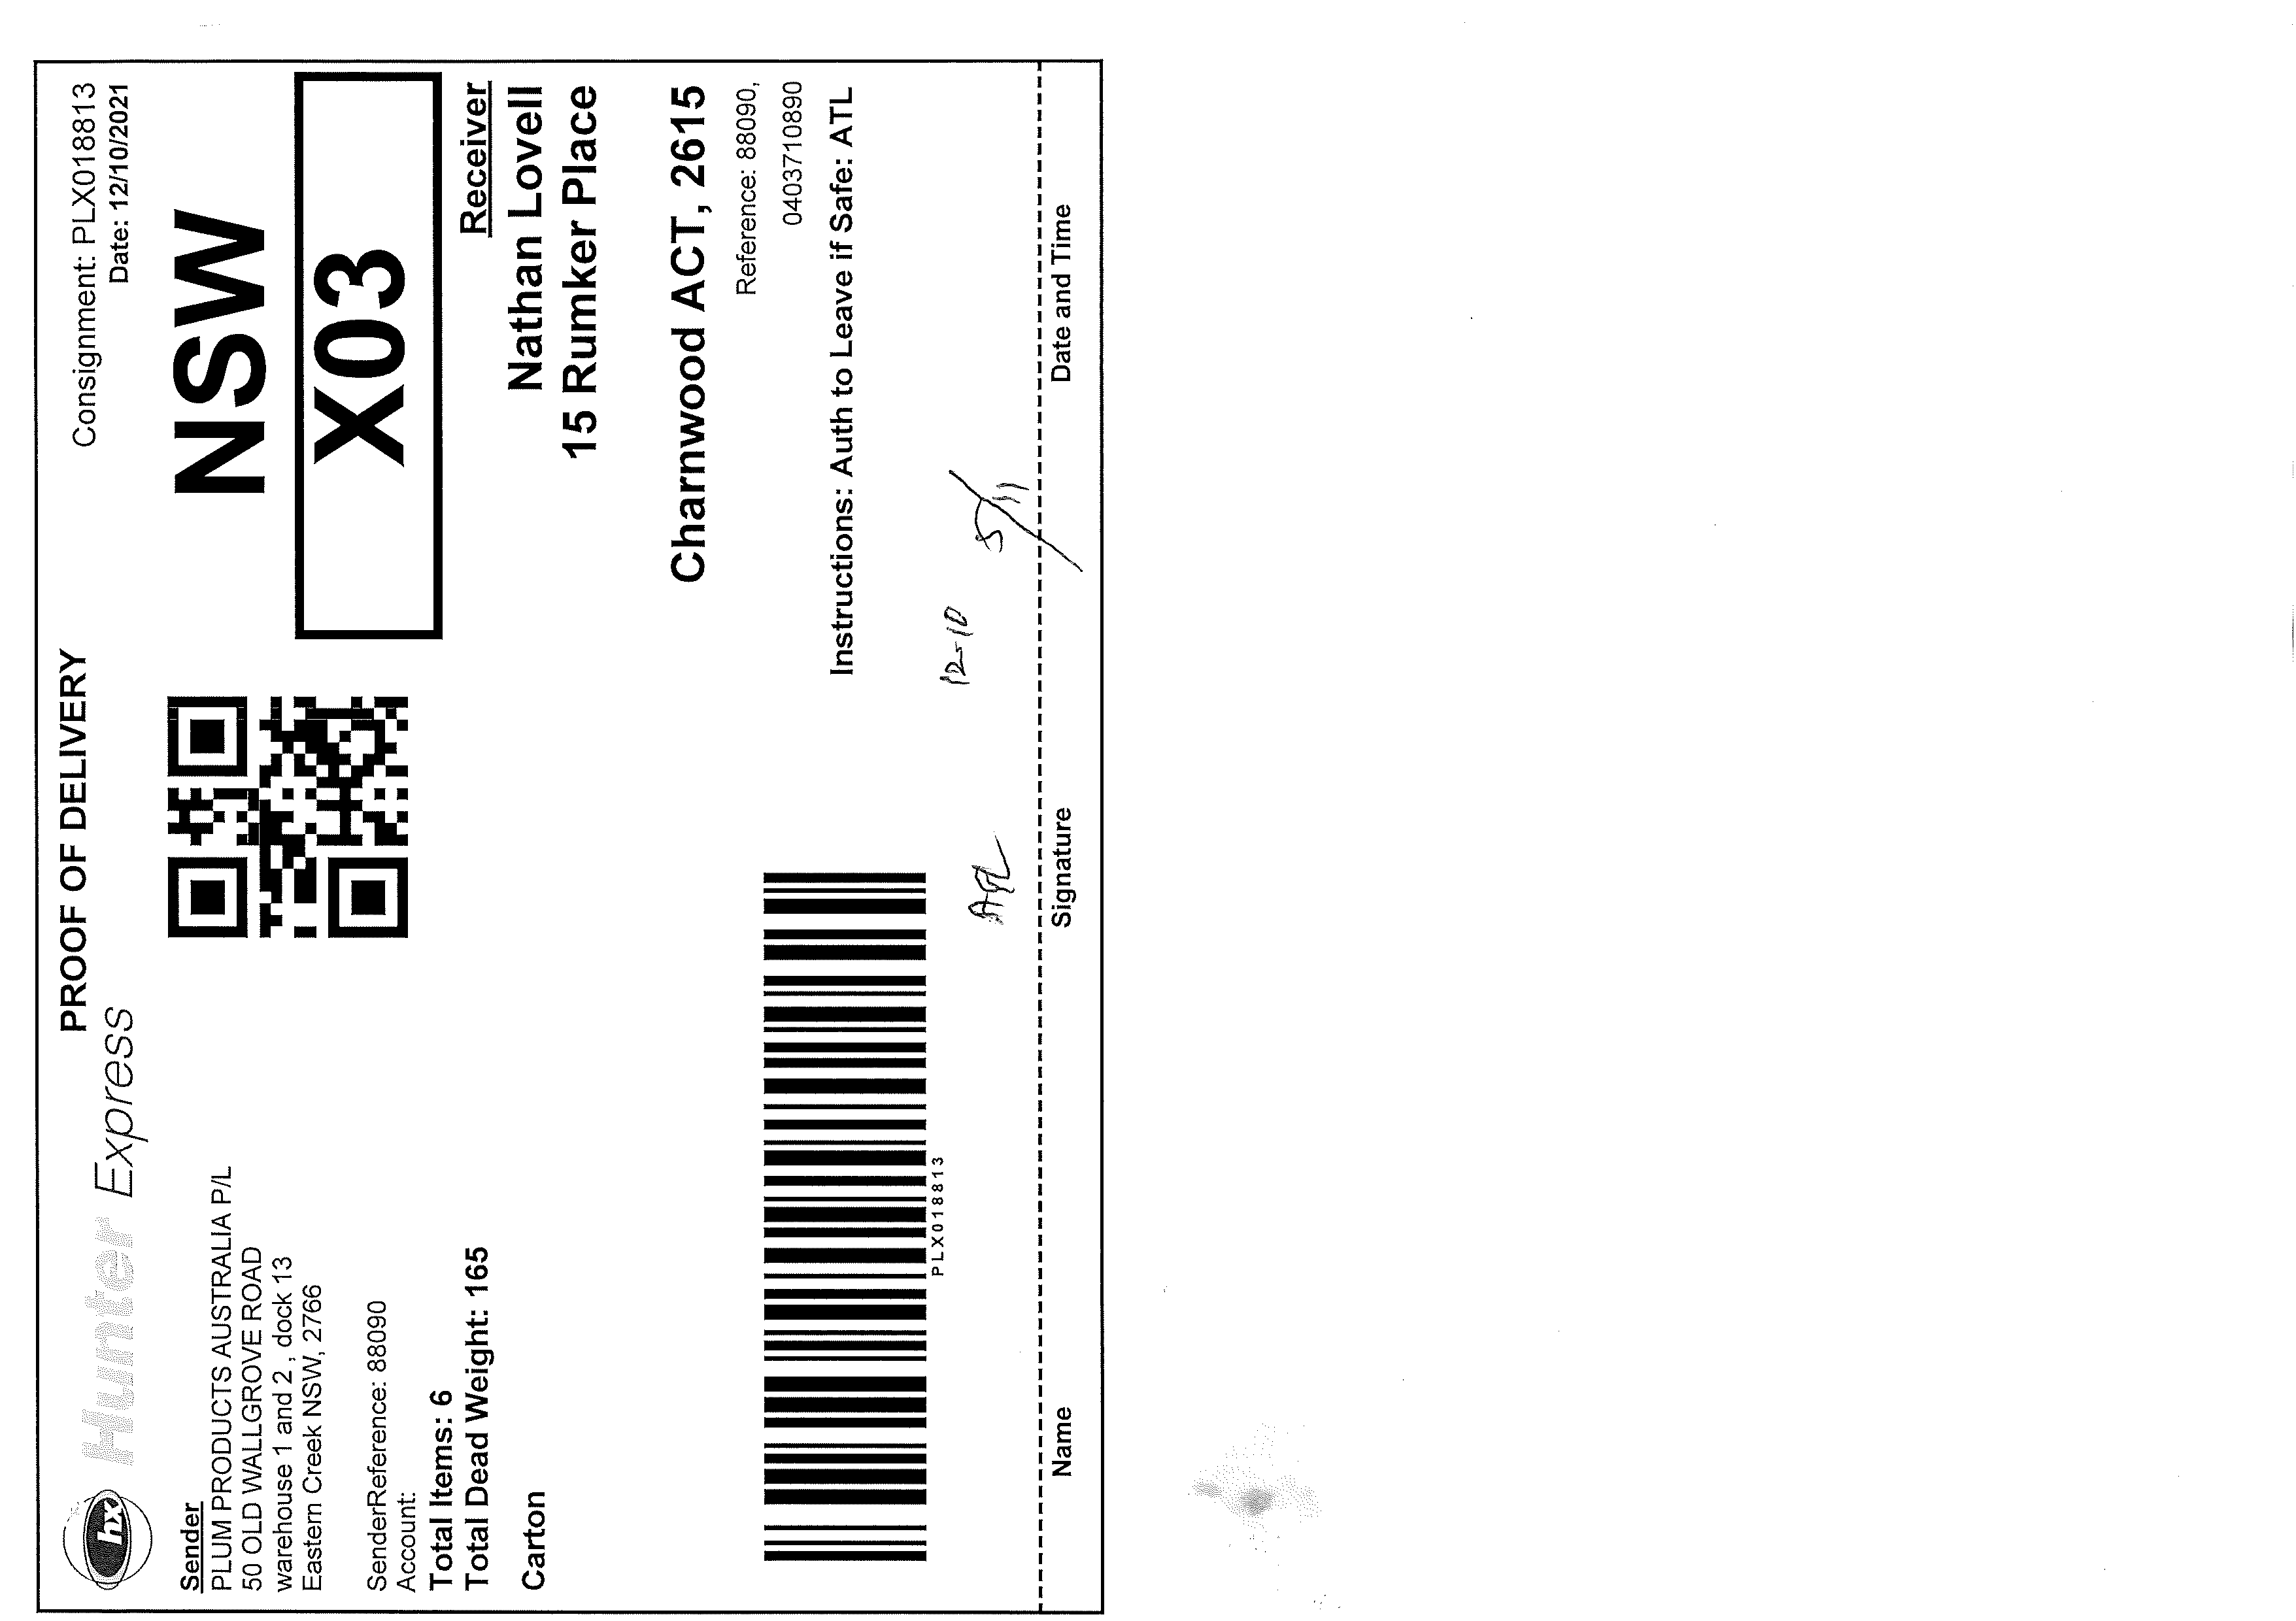 PROOF OF DELIVERY
hx Hunter Express
Consignment: PLX018813
Date: 12/10/2021
Sender
PLUM PRODUCTS AUSTRALIA P/L
50 OLD WALLGROVE ROAD
warehouse 1 and 2 , dock 13
Eastern Creek NSW, 2766
NSW
X03
SenderReference: 88090
Account:
Total Items: 6
Total Dead Weight: 165
Carton
Receiver
Nathan Lovell
15 Rumker Place
Charnwood ACT, 2615
Reference: 88090,
0403710890
Instructions: Auth to Leave if Safe: ATL
PLX018813
ATL
12-10
5/11
Name
Signature
Date and Time